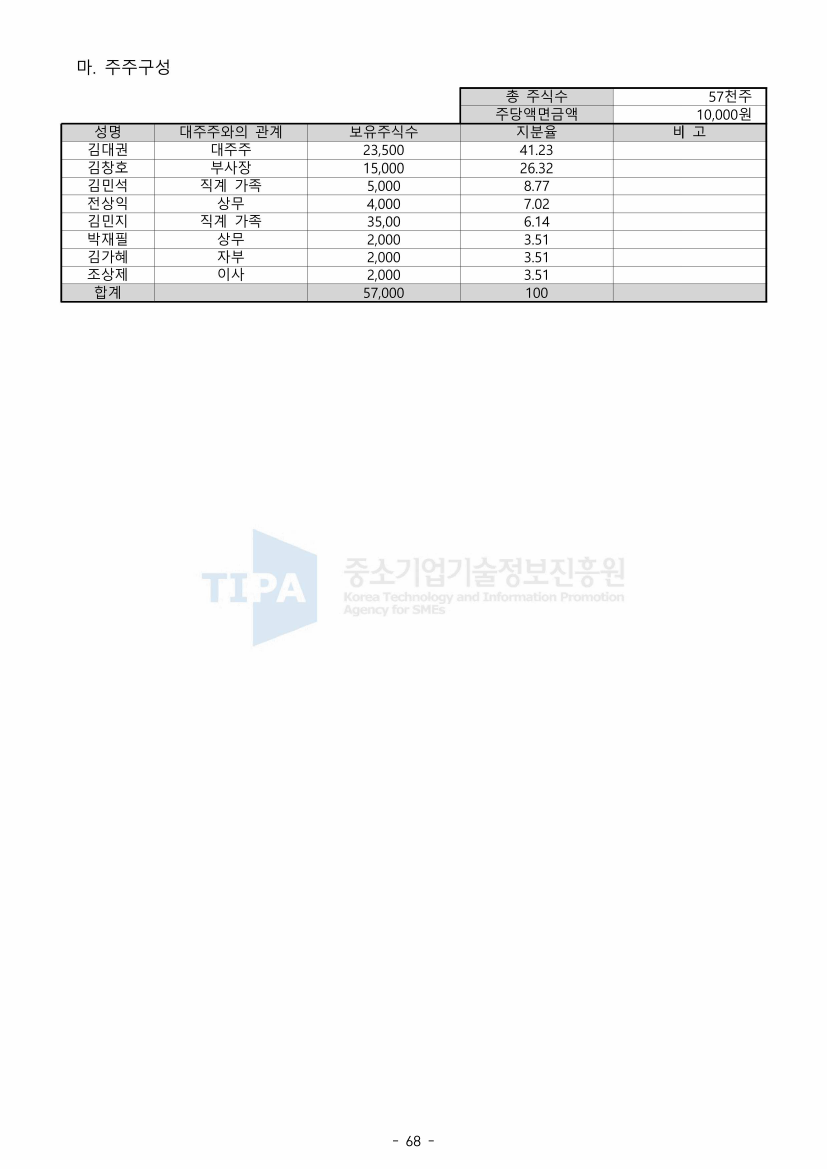 마. 주주구성
총 주식수 57천주
주당액면금액 10,000원
성명 대주주와의 관계 보유주식수 지분율 비 고
김대권 대주주 23,500 41.23
김창호 부사장 15,000 26.32
김민석 직계 가족 5,000 8.77
전상익 상무 4,000 7.02
김민지 직계 가족 35,00 6.14
박재필 상무 2,000 3.51
김가혜 자부 2,000 3.51
조상제 이사 2,000 3.51
합계 57,000 100
TIPA 중소기업기술정보진흥원
Korea Technology and Information Promotion
Agency for SMEs
- 68 -